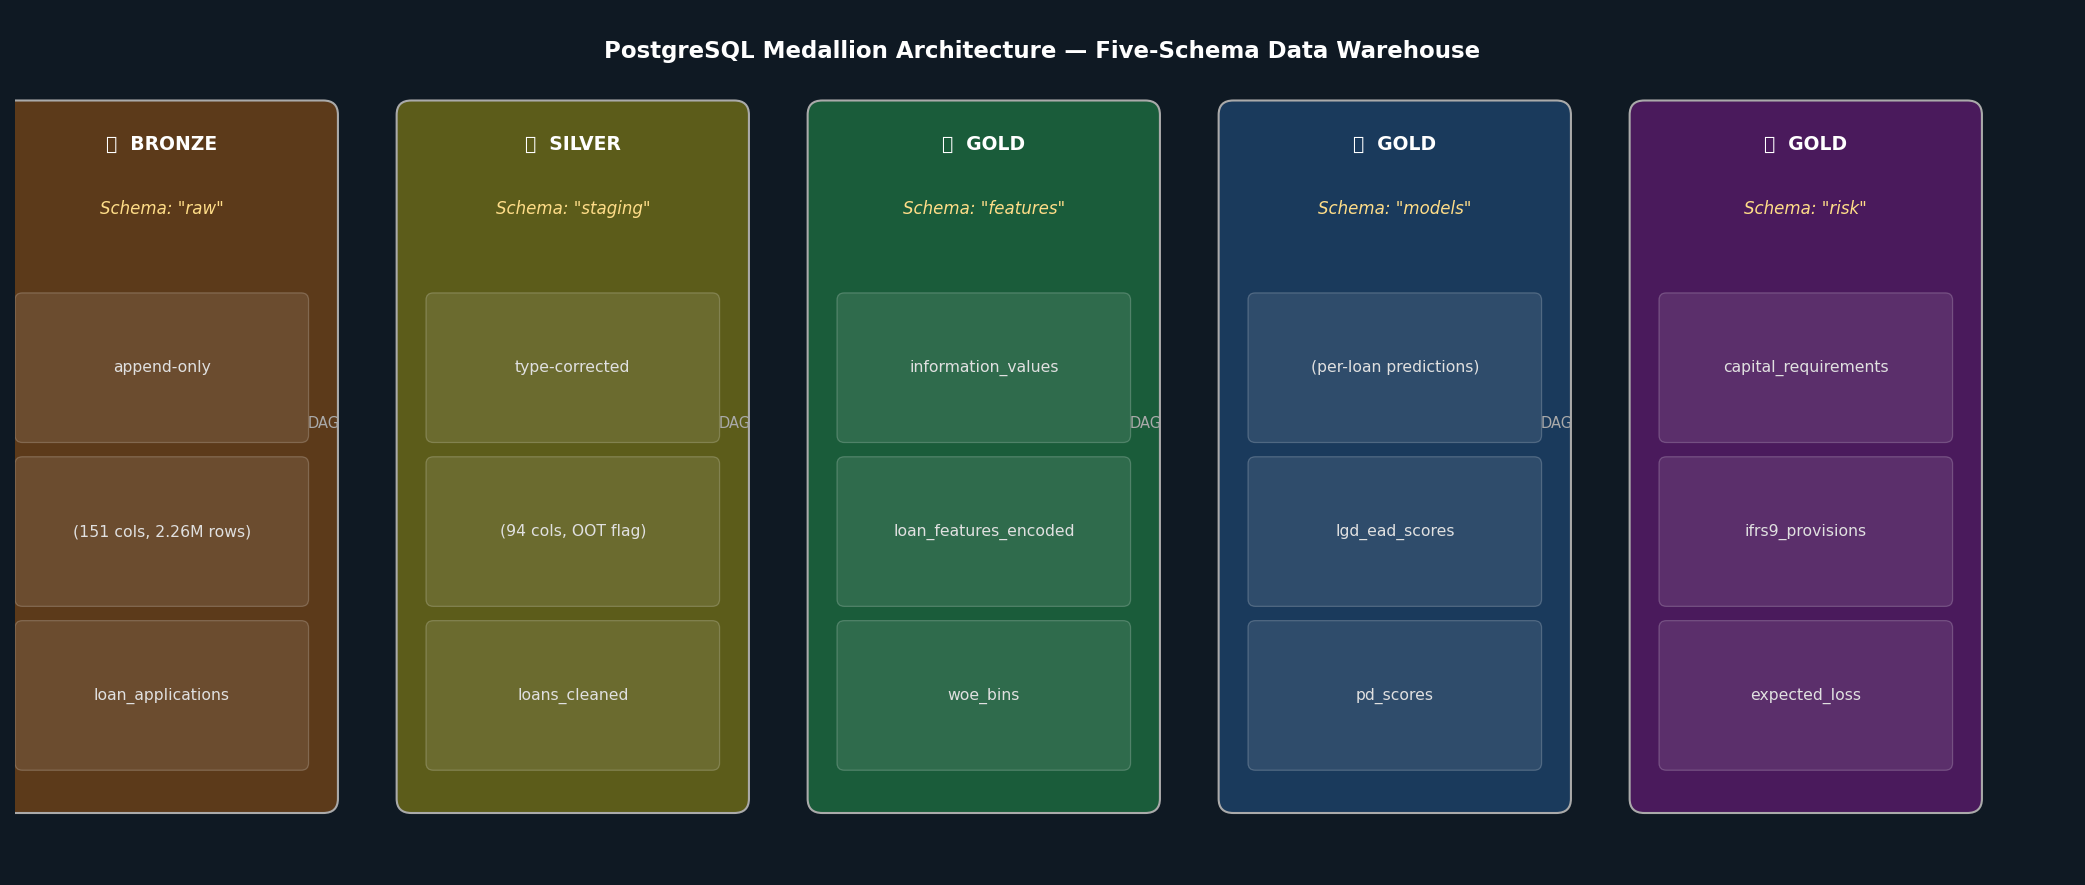 PostgreSQL Medallion Architecture — Five-Schema Data Warehouse
BRONZE
Schema: "raw"
append-only
DAG
(151 cols, 2.26M rows)
loan_applications
SILVER
Schema: "staging"
type-corrected
DAG
(94 cols, OOT flag)
loans_cleaned
GOLD
Schema: "features"
information_values
DAG
loan_features_encoded
woe_bins
GOLD
Schema: "models"
(per-loan predictions)
DAG
lgd_ead_scores
pd_scores
GOLD
Schema: "risk"
capital_requirements
ifrs9_provisions
expected_loss